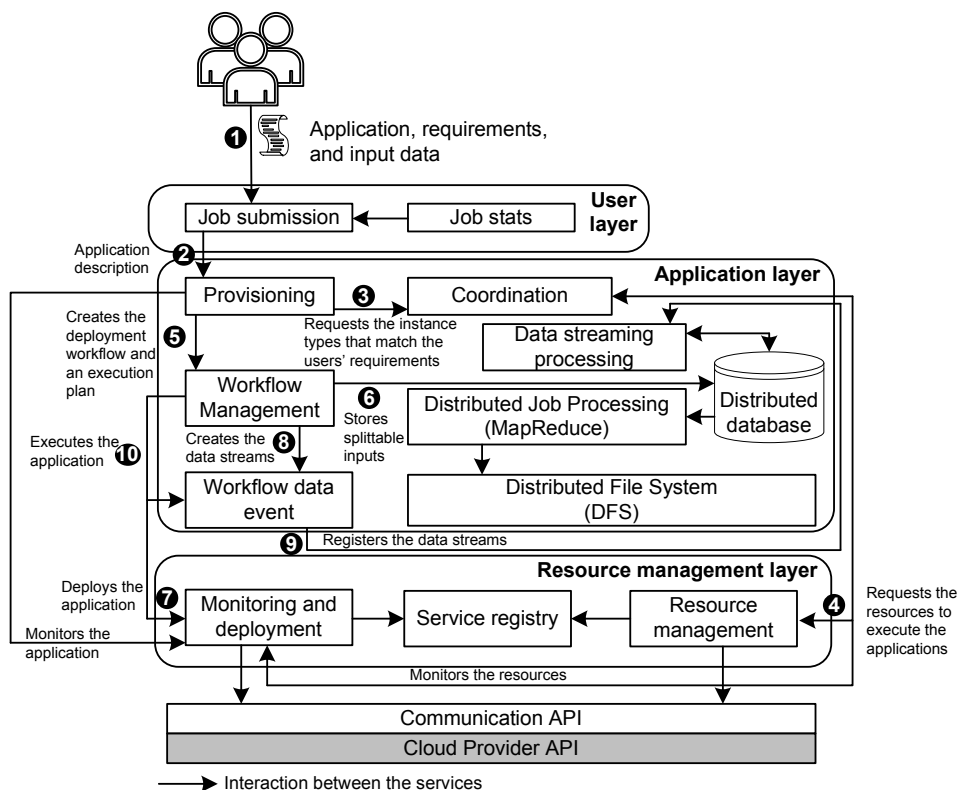 1
Application, requirements,
and input data
User
layer
Job submission
Job stats
Application
description
2
Application layer
Provisioning
3
Coordination
Creates the
deployment
workflow and
an execution
plan
5
Requests the instance
types that match the
users' requirements
Data streaming
processing
Workflow
Management
6
Stores
splittable
inputs
Distributed Job Processing
(MapReduce)
Distributed
database
Executes the
application
10
Creates the
data streams
8
Workflow data
event
Distributed File System
(DFS)
9
Registers the data streams
Resource management layer
Deploys the
application
7
Monitoring and
deployment
Service registry
Resource
management
4
Requests the
resources to
execute the
applications
Monitors the
application
Monitors the resources
Communication API
Cloud Provider API
Interaction between the services